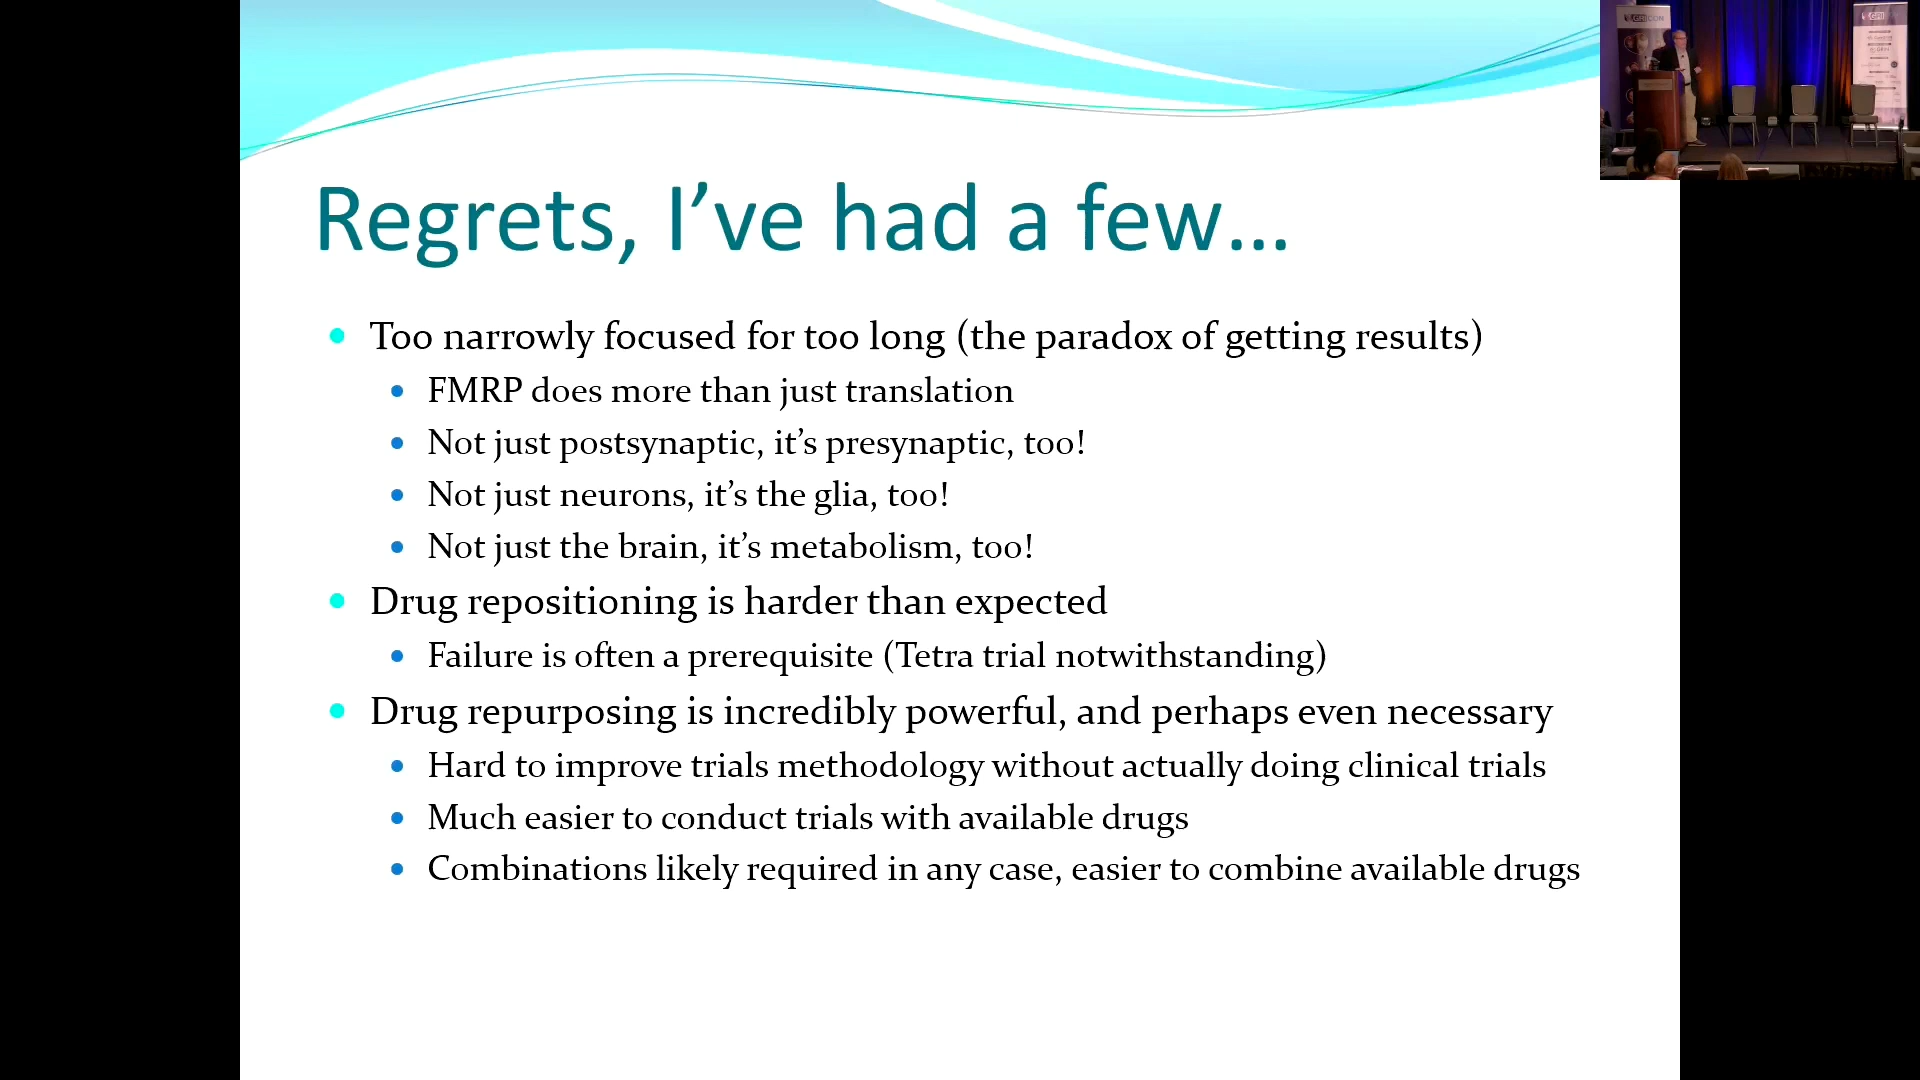 Regrets, I’ve had a few...
Too narrowly focused for too long (the paradox of getting results)
FMRP does more than just translation
Not just postsynaptic, it’s presynaptic, too!
Not just neurons, it’s the glia, too!
Not just the brain, it’s metabolism, too!
Drug repositioning is harder than expected
Failure is often a prerequisite (Tetra trial notwithstanding)
Drug repurposing is incredibly powerful, and perhaps even necessary
Hard to improve trials methodology without actually doing clinical trials
Much easier to conduct trials with available drugs
Combinations likely required in any case, easier to combine available drugs